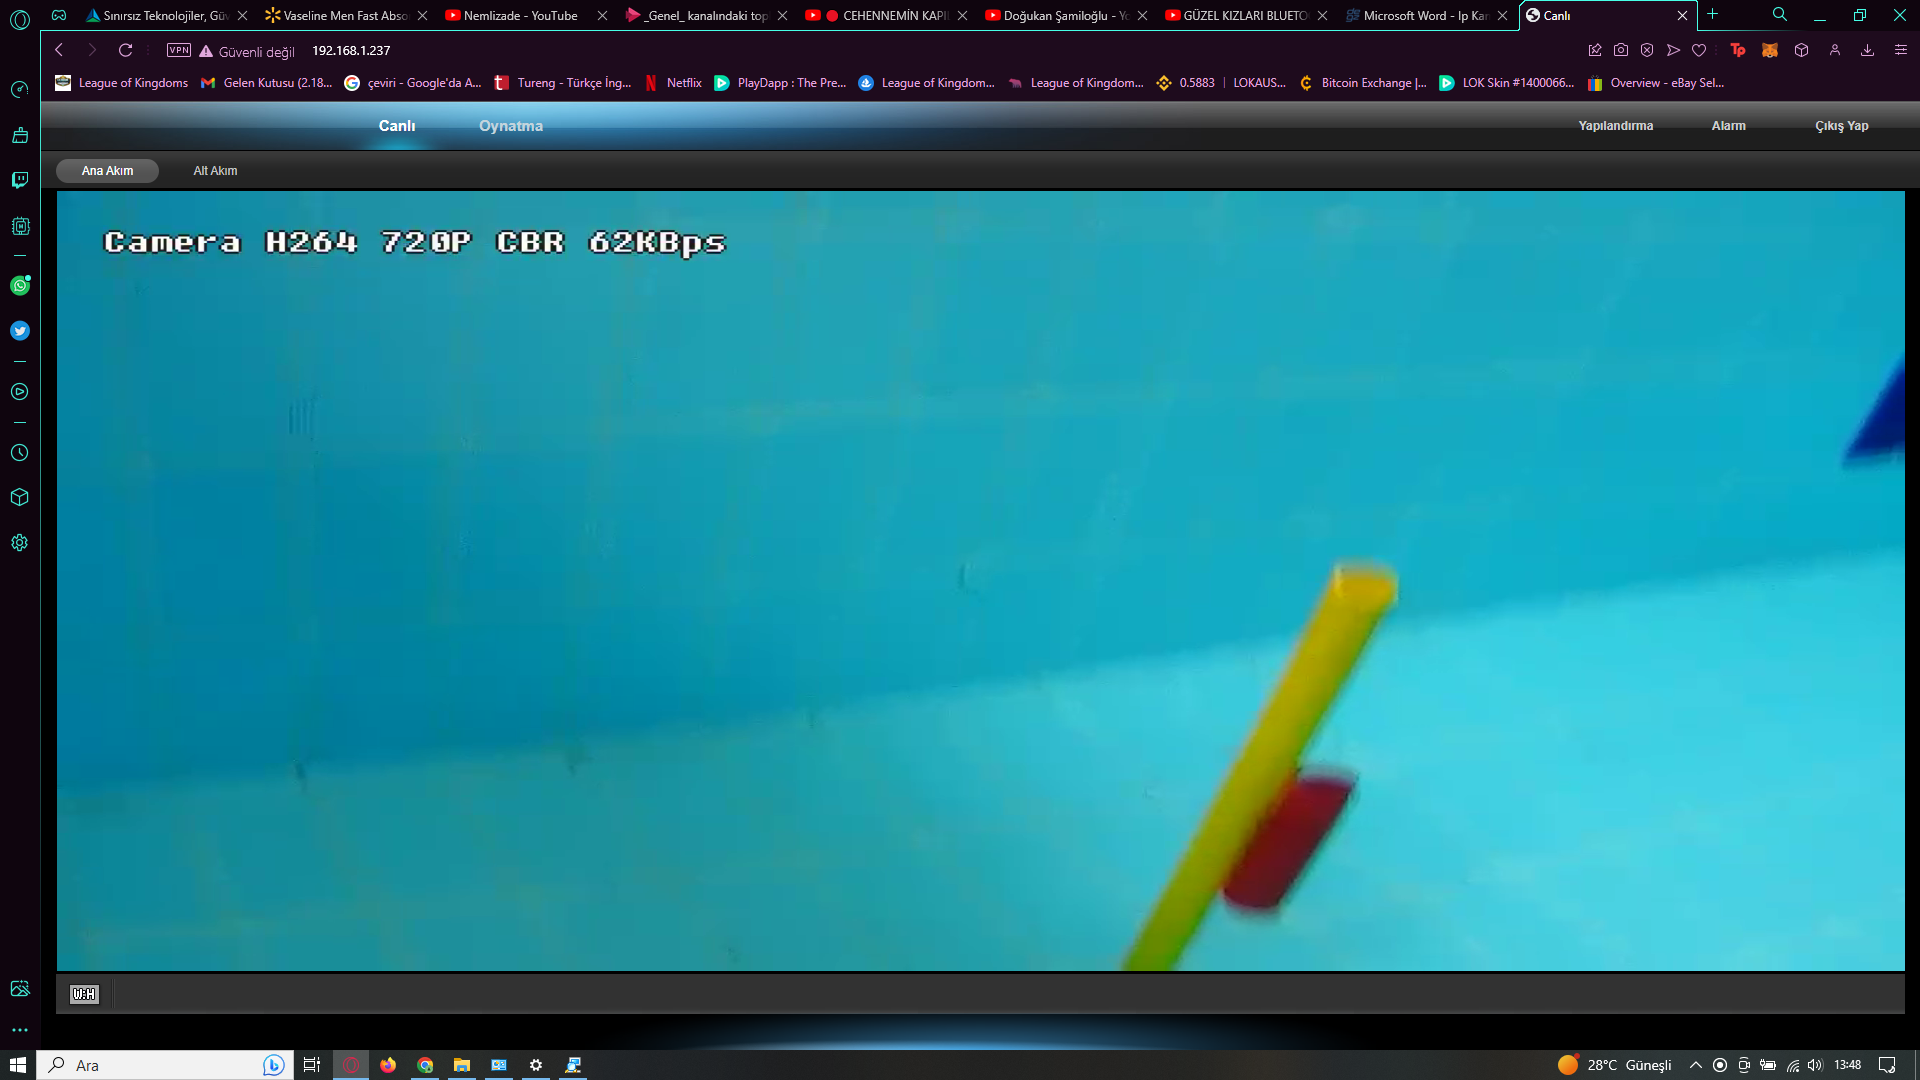 Sınırsız Teknolojiler, Gü
Vaseline Men Fast Abso
Nemlizade - YouTube
_Genel_ kanalındaki top
CEHENNEMİN KAPI
Doğukan Şamiloğlu - Yo
GÜZEL KIZLARI BLUETO
Microsoft Word - Ip Kam
Canlı
VPN Güvenli değil 192.168.1.237
League of Kingdoms
Gelen Kutusu (2.18...
çeviri - Google'da A...
Tureng - Türkçe İng...
Netflix
PlayDapp : The Pre...
League of Kingdom...
League of Kingdom...
0.5883 | LOKAUS...
Bitcoin Exchange |...
LOK Skin #1400066...
Overview - eBay Sel...
Canlı Oynatma Yapılandırma Alarm Çıkış Yap
Ana Akım Alt Akım
Camera H264 720P CBR 62KBps
W:H
Ara 28°C Güneşli 13:48